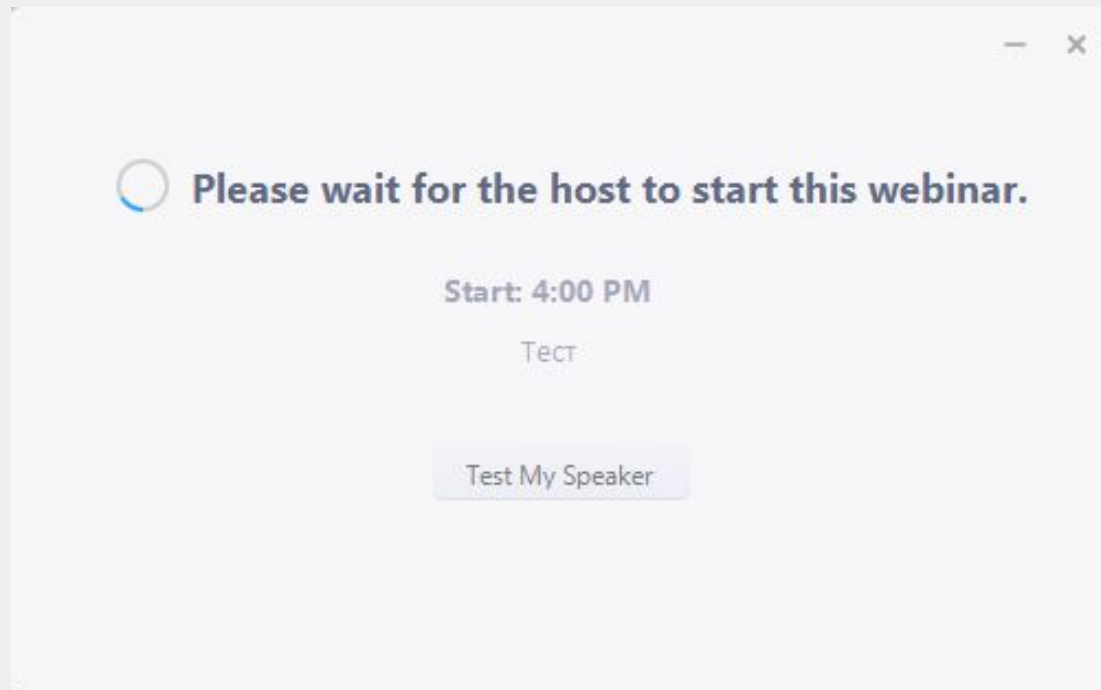 Please wait for the host to start this webinar.
Start: 4:00 PM
Тест
Test My Speaker